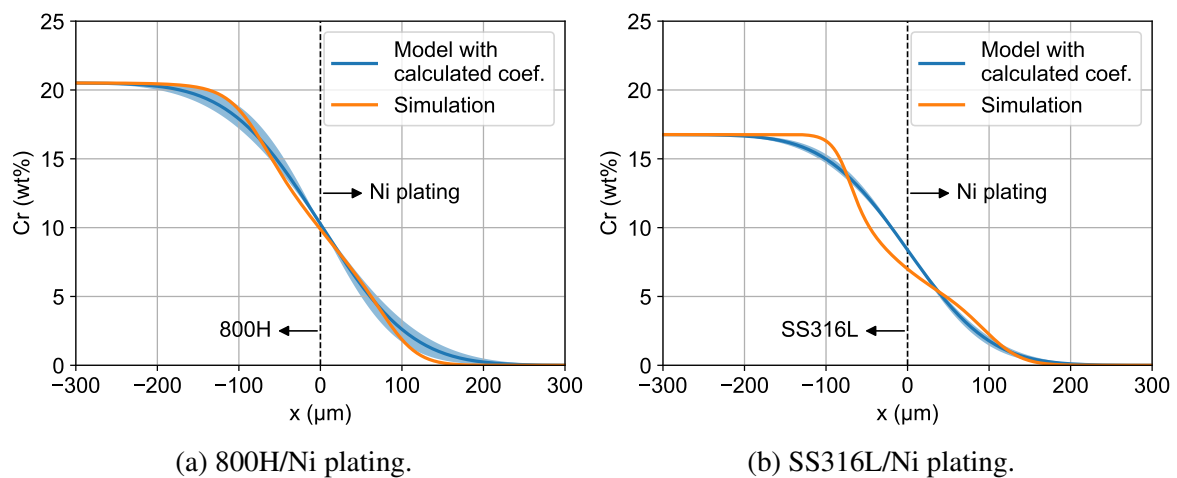 25
20
15
10
5
0
Cr (wt%)
Model with
calculated coef.
Simulation
Ni plating
800H
−300 −200 −100 0 100 200 300
x (μm)
(a) 800H/Ni plating.
25
20
15
10
5
0
Cr (wt%)
Model with
calculated coef.
Simulation
Ni plating
SS316L
−300 −200 −100 0 100 200 300
x (μm)
(b) SS316L/Ni plating.